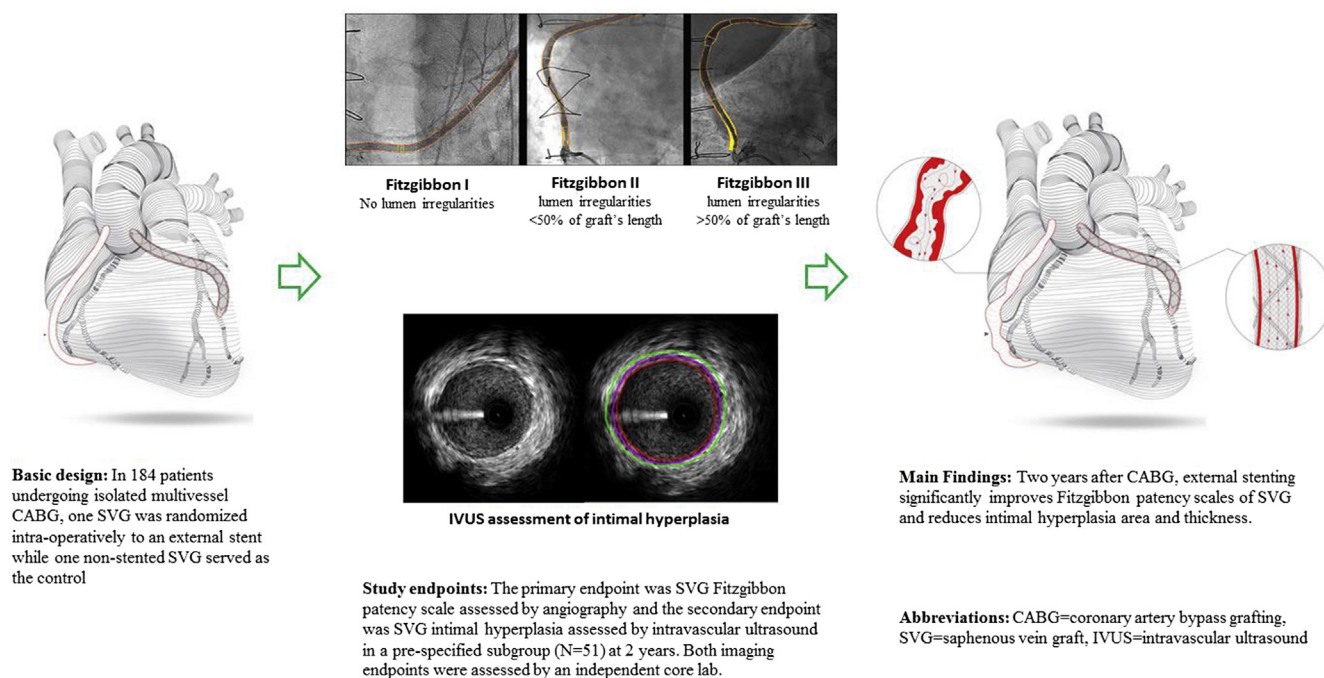 Fitzgibbon I
No lumen irregularities
Fitzgibbon II
lumen irregularities
<50% of graft's length
Fitzgibbon III
lumen irregularities
>50% of graft's length
IVUS assessment of intimal hyperplasia
Basic design: In 184 patients
undergoing isolated multivessel
CABG, one SVG was randomized
intra-operatively to an external stent
while one non-stented SVG served as
the control
Study endpoints: The primary endpoint was SVG Fitzgibbon
patency scale assessed by angiography and the secondary endpoint
was SVG intimal hyperplasia assessed by intravascular ultrasound
in a pre-specified subgroup (N=51) at 2 years. Both imaging
endpoints were assessed by an independent core lab.
Main Findings: Two years after CABG, external stenting
significantly improves Fitzgibbon patency scales of SVG
and reduces intimal hyperplasia area and thickness.
Abbreviations: CABG=coronary artery bypass grafting,
SVG=saphenous vein graft, IVUS=intravascular ultrasound